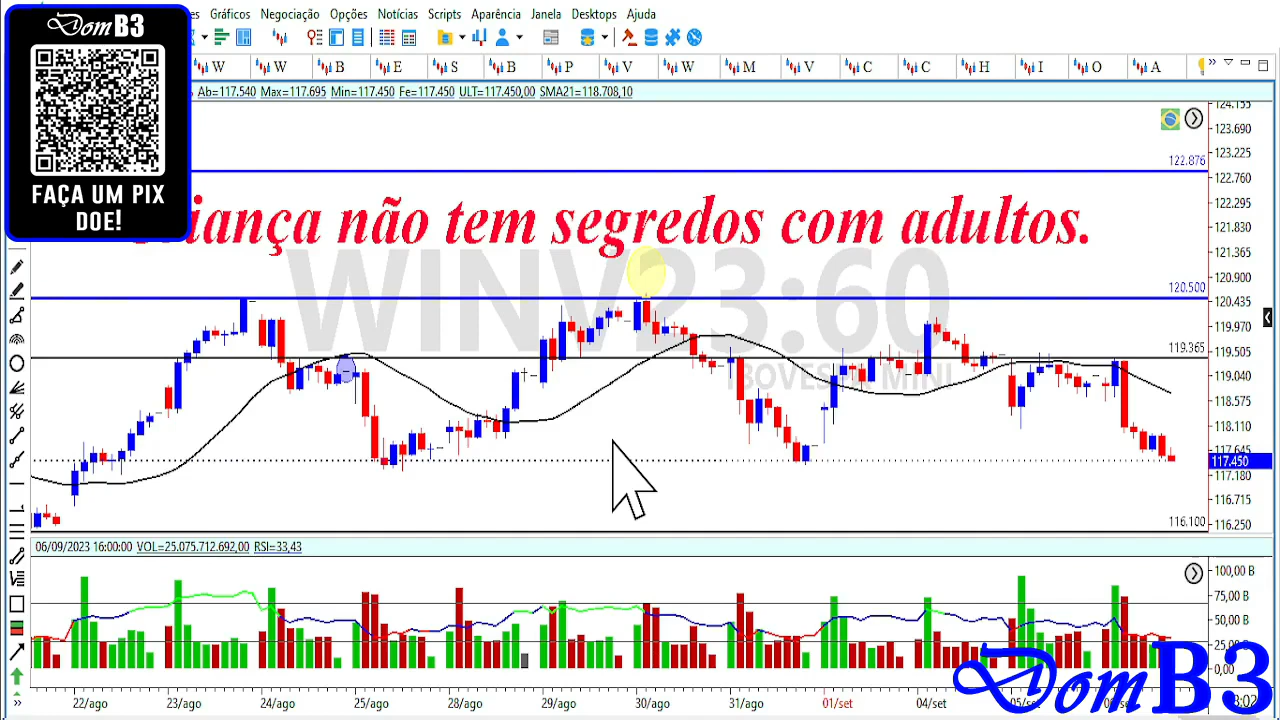 Gráficos Negociação Opções Notícias Scripts Aparência Janela Desktops Ajuda
DomB3
FAÇA UM PIX
DOE!
W W B E S B P V W M V C C H I O A
Ab=117.540 Max=117.695 Min=117.450 Fe=117.450 ULT=117.450,00 SMA21=118.708,10
criança não tem segredos com adultos.
WINV23:60
IBOVESPA MINI
122.876
120.500
119.365
116.100
124.155
123.690
123.225
122.760
122.295
121.830
121.365
120.900
120.435
119.970
119.505
119.040
118.575
118.110
117.645
117.450
117.180
116.715
116.250
06/09/2023 16:00:00 VOL=25.075.712.692,00 RSI=33,43
100,00 B
75,00 B
50,00 B
0,00
22/ago 23/ago 24/ago 25/ago 28/ago 29/ago 30/ago 31/ago 01/set 04/set
DomB3